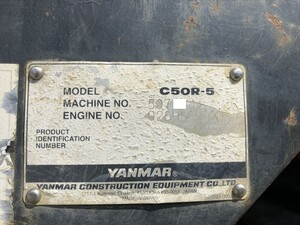 MODEL C50R-5
MACHINE NO.
ENGINE NO.
PRODUCT
IDENTIFICATION
NUMBER
YANMAR®
YANMAR CONSTRUCTION EQUIPMENT CO.,LTD.